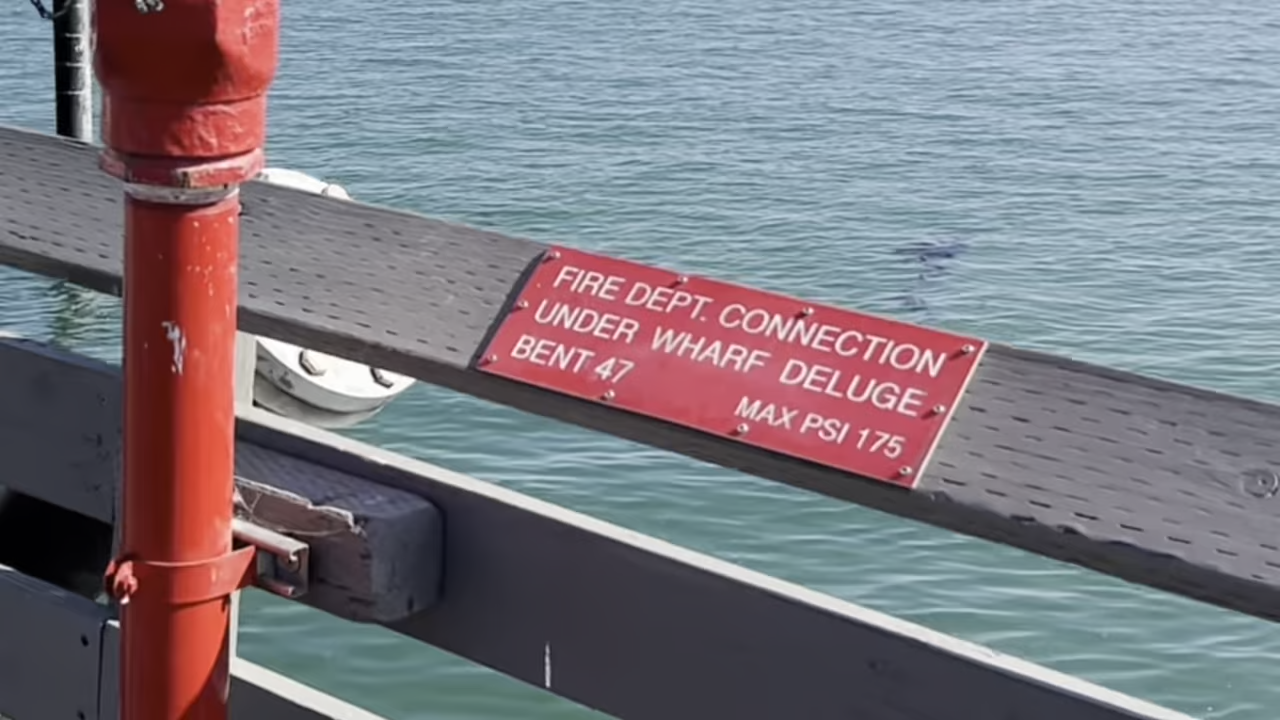 FIRE DEPT. CONNECTION
UNDER WHARF DELUGE
BENT 47
MAX PSI 175